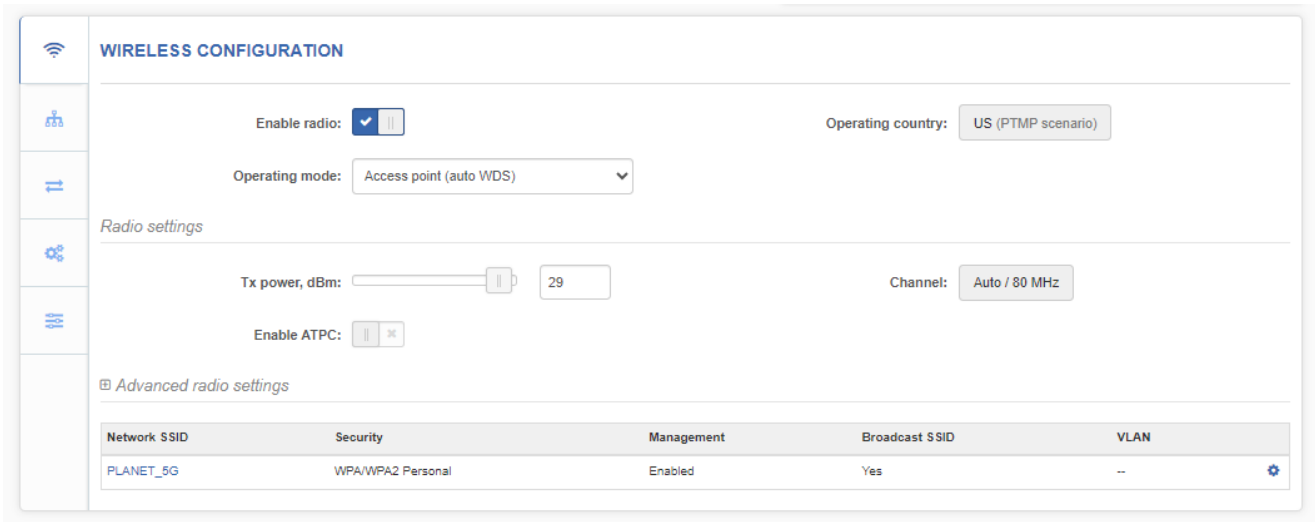 WIRELESS CONFIGURATION
Enable radio:
Operating country: US (PTMP scenario)
Operating mode: Access point (auto WDS)
Radio settings
Tx power, dBm: 29
Channel: Auto / 80 MHz
Enable ATPC:
Advanced radio settings
Network SSID Security Management Broadcast SSID VLAN
PLANET_5G WPA/WPA2 Personal Enabled Yes --